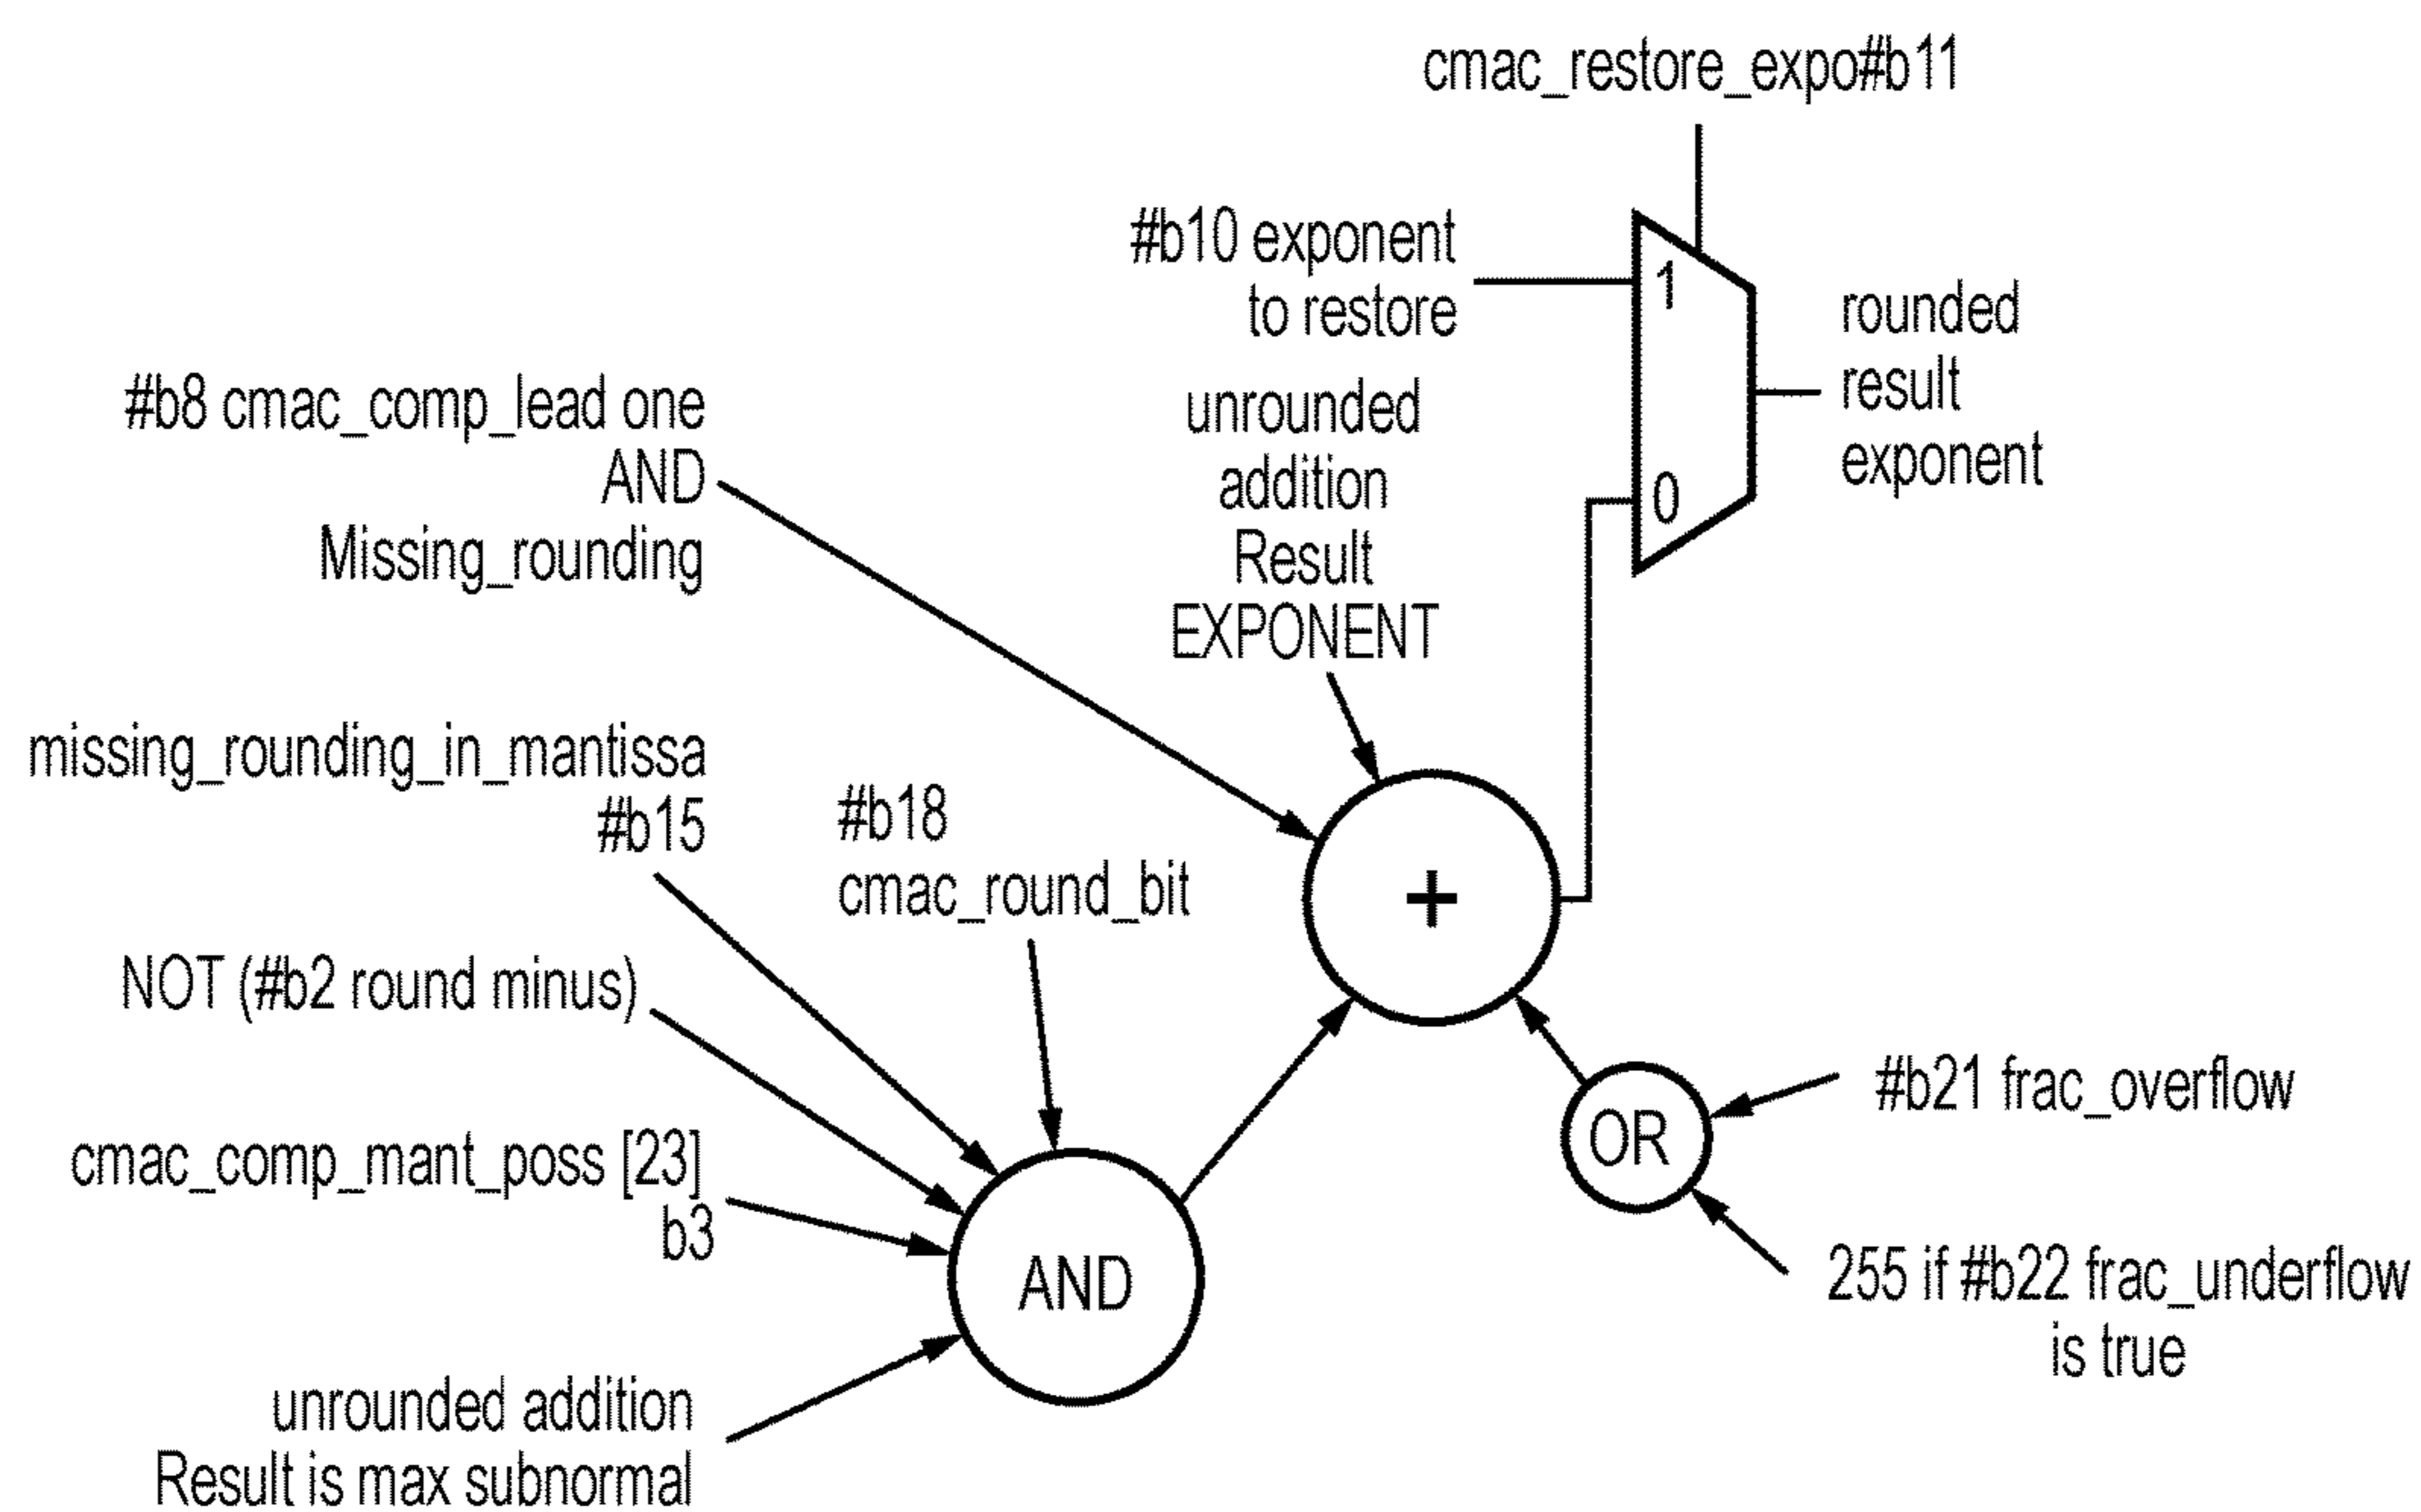 cmac_restore_expo#b11
#b10 exponent
to restore
1
rounded
result
exponent
#b8 cmac_comp_lead one
AND
Missing_rounding
unrounded
addition
Result
EXPONENT
0
missing_rounding_in_mantissa
#b15
#b18
cmac_round_bit
+
NOT (#b2 round minus)
cmac_comp_mant_poss [23]
b3
AND
unrounded addition
Result is max subnormal
OR
#b21 frac_overflow
255 if #b22 frac_underflow
is true